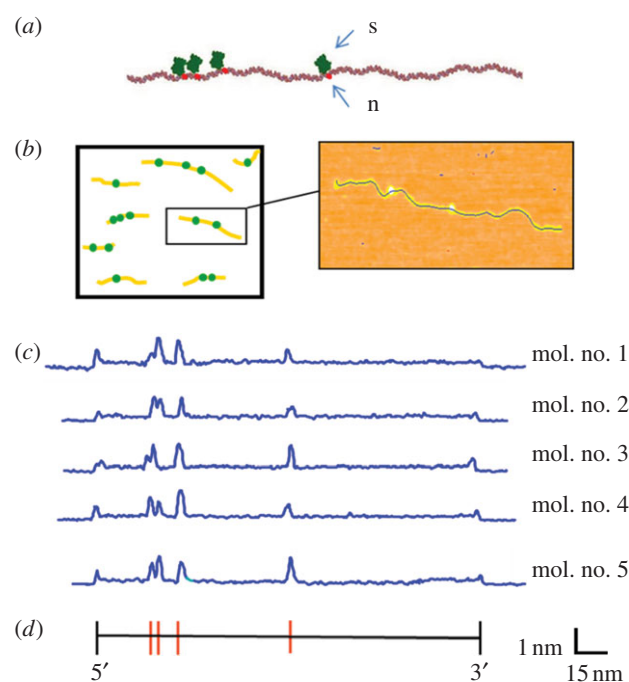 (a)
s
n
(b)
(c)
mol. no. 1
mol. no. 2
mol. no. 3
mol. no. 4
mol. no. 5
(d)
5′
3′
1 nm
15 nm